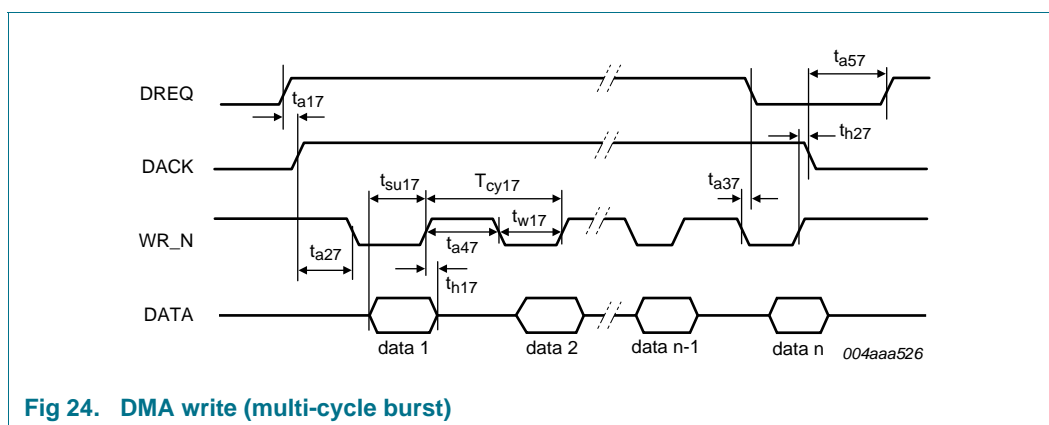 DREQ
ta17
ta57
DACK
th27
WR_N
tsu17
Tcy17
tw17
ta37
ta47
ta27
th17
DATA
data 1
data 2
data n-1
data n
004aaa526
Fig 24. DMA write (multi-cycle burst)